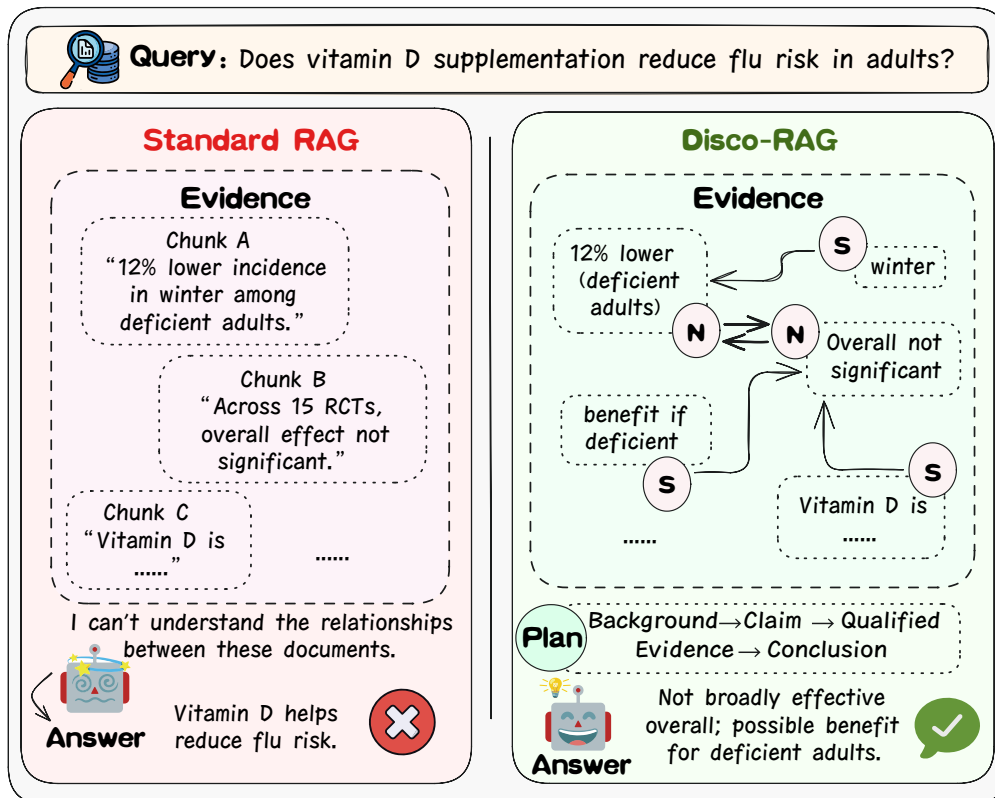 Query: Does vitamin D supplementation reduce flu risk in adults?
Standard RAG
Evidence
Chunk A
“12% lower incidence
in winter among
deficient adults.”
Chunk B
“Across 15 RCTs,
overall effect not
significant.”
Chunk C
“Vitamin D is
......”
......
I can't understand the relationships
between these documents.
Answer
Vitamin D helps
reduce flu risk.
Disco-RAG
Evidence
12% lower
(deficient
adults)
S
winter
N
N
Overall not
significant
benefit if
deficient
S
S
Vitamin D is
......
......
Plan
Background→Claim → Qualified
Evidence→ Conclusion
Answer
Not broadly effective
overall; possible benefit
for deficient adults.